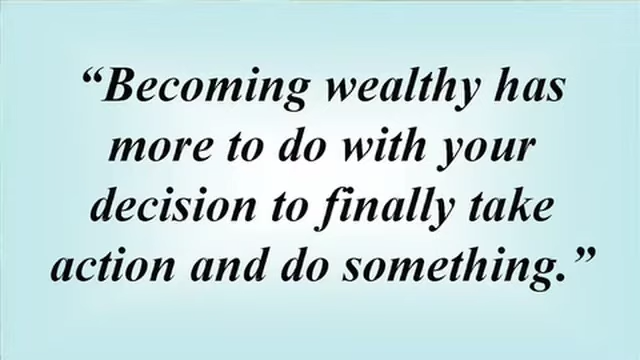 “Becoming wealthy has
more to do with your
decision to finally take
action and do something.”